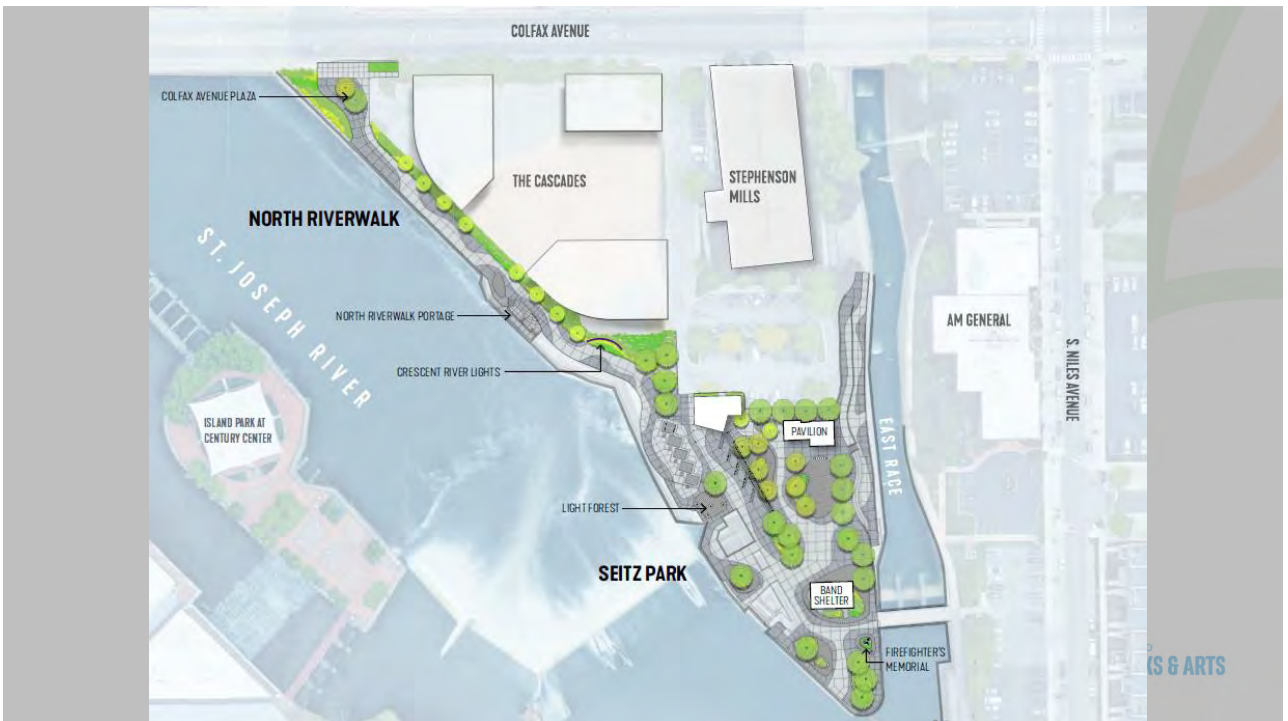 COLFAX AVENUE
COLFAX AVENUE PLAZA
THE CASCADES
STEPHENSON
MILLS
NORTH RIVERWALK
ST. JOSEPH RIVER
NORTH RIVERWALK PORTAGE
AM GENERAL
S. NILES AVENUE
CRESCENT RIVER LIGHTS
ISLAND PARK AT
CENTURY CENTER
PAVILION
EAST RACE
LIGHT FOREST
SEITZ PARK
BAND
SHELTER
FIREFIGHTER'S
MEMORIAL
& ARTS